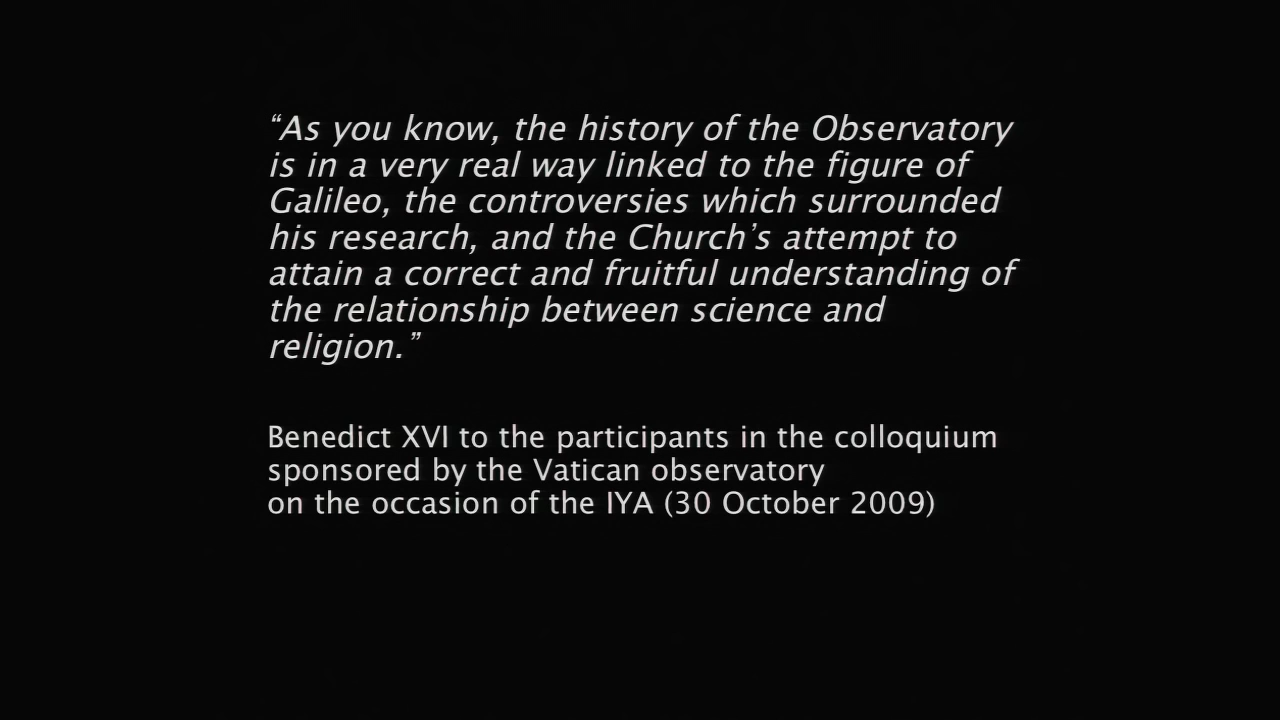 “As you know, the history of the Observatory
is in a very real way linked to the figure of
Galileo, the controversies which surrounded
his research, and the Church’s attempt to
attain a correct and fruitful understanding of
the relationship between science and
religion.”
Benedict XVI to the participants in the colloquium
sponsored by the Vatican observatory
on the occasion of the IYA (30 October 2009)